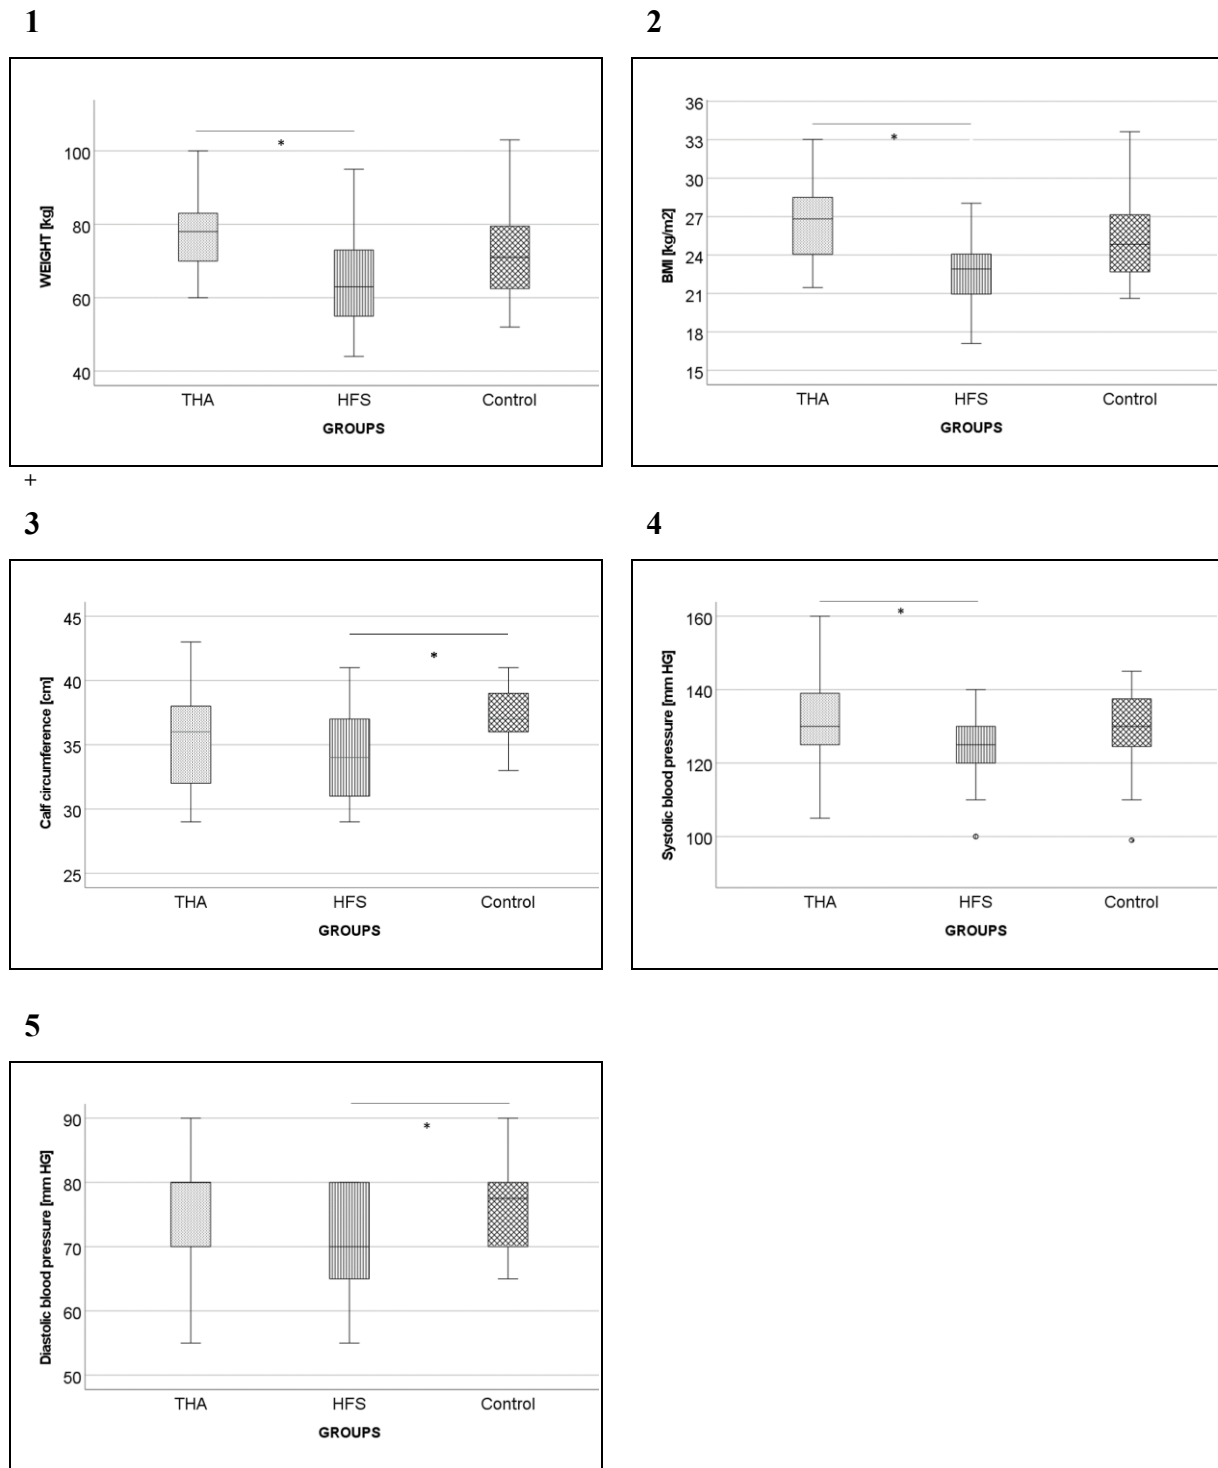 1
2
WEIGHT [kg]
100
80
60
40
*
THA HFS Control
GROUPS
BMI [kg/m2]
36
33
30
27
24
21
18
15
*
THA HFS Control
GROUPS
+
3
4
Calf circumference [cm]
45
40
35
30
25
*
THA HFS Control
GROUPS
Systolic blood pressure [mm HG]
160
140
120
100
*
THA HFS Control
GROUPS
5
Diastolic blood pressure [mm HG]
90
80
70
60
50
*
THA HFS Control
GROUPS